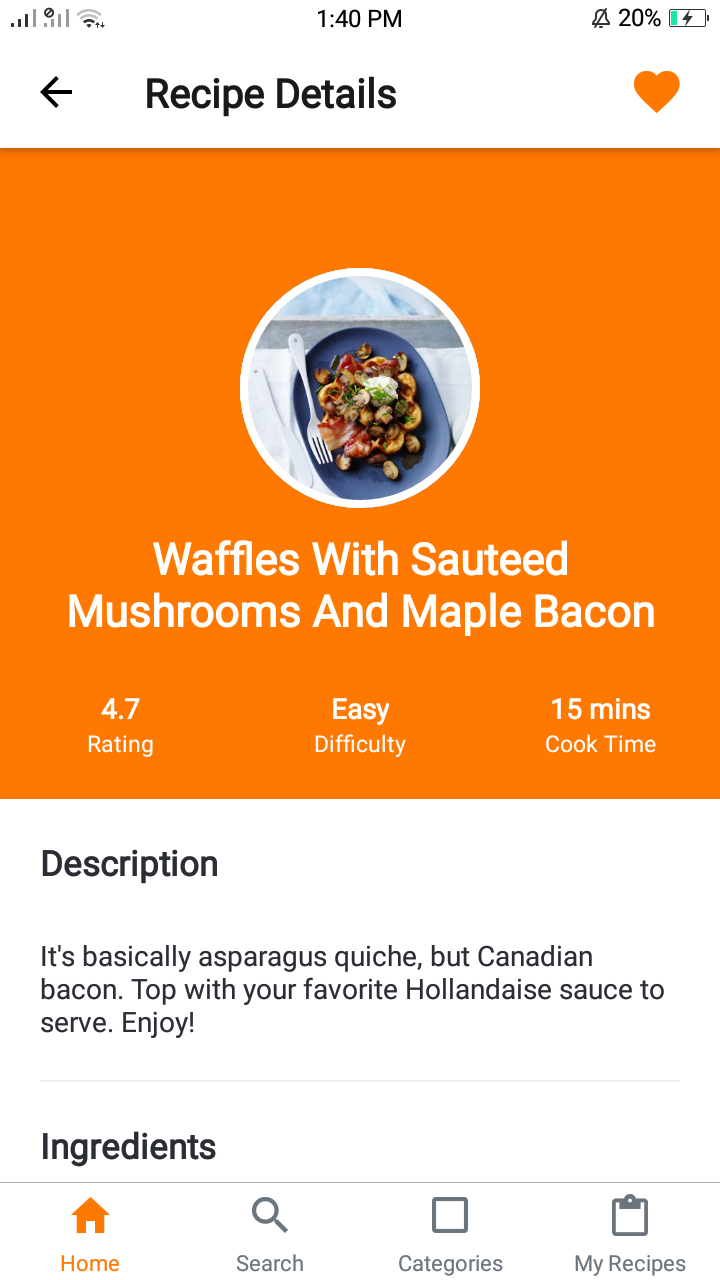 1:40 PM 20%
Recipe Details
Waffles With Sauteed
Mushrooms And Maple Bacon
4.7 Easy 15 mins
Rating Difficulty Cook Time
Description
It's basically asparagus quiche, but Canadian
bacon. Top with your favorite Hollandaise sauce to
serve. Enjoy!
Ingredients
Home Search Categories My Recipes